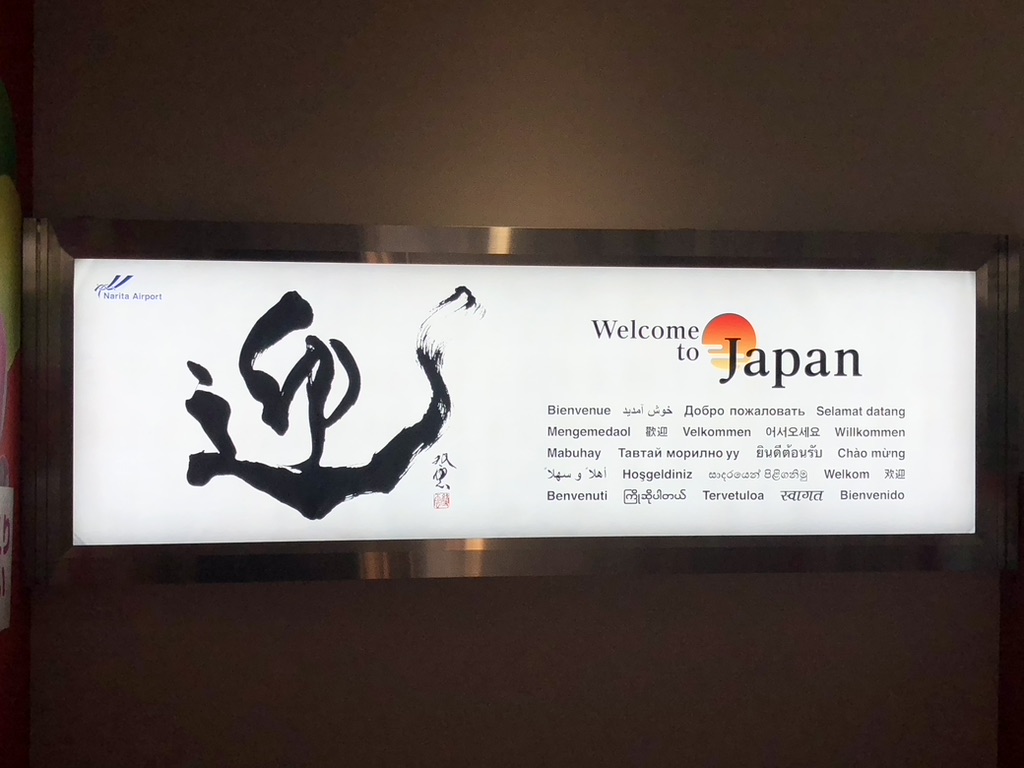 Narita Airport
迎
Welcome
to Japan
Bienvenue خوش آمدید Добро пожаловать Selamat datang
Mengemedaol 歡迎 Velkommen 어서오세요 Willkommen
Mabuhay Тавтай морилно уу ยินดีต้อนรับ Chào mừng
أهلاً و سهلاً Hoşgeldiniz සාදරයෙන් පිළිගනිමු Welkom 欢迎
Benvenuti ကြိုဆိုပါတယ် Tervetuloa स्वागत Bienvenido